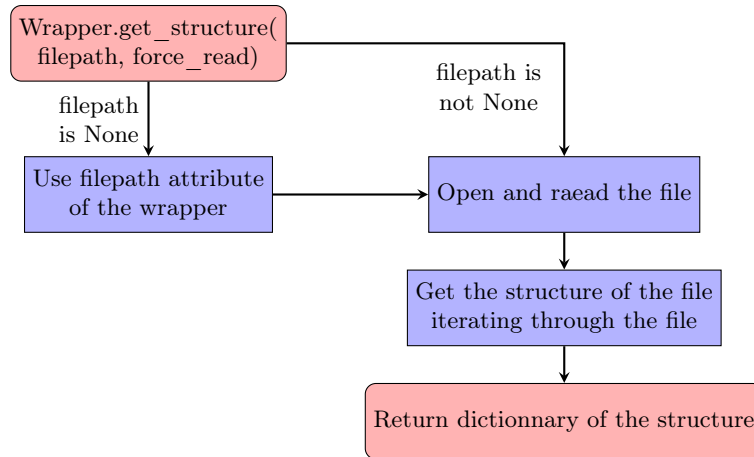 Wrapper.get_structure(
filepath, force_read)
filepath
is None
filepath is
not None
Use filepath attribute
of the wrapper
Open and raead the file
Get the structure of the file
iterating through the file
Return dictionnary of the structure